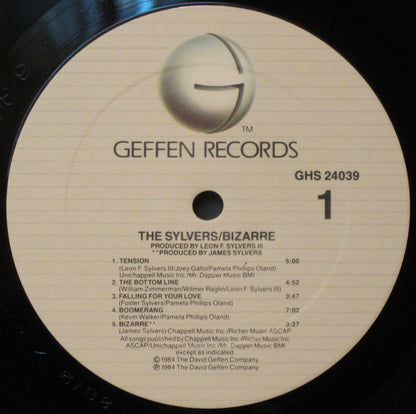 TM
GEFFEN RECORDS
GHS 24039
1
THE SYLVERS/BIZARRE
PRODUCED BY LEON F. SYLVERS III
**PRODUCED BY JAMES SYLVERS
1. TENSION 5:00
(Leon F. Sylvers III/Joey Gallo/Pamela Phillips Oland)
Unichappell Music Inc./Mr. Dapper Music BMI
2. THE BOTTOM LINE 4:53
(William Zimmerman/Wilmer Raglin/Leon F. Sylvers III)
3. FALLING FOR YOUR LOVE 3:47
(Foster Sylvers/Pamela Phillips Oland)
4. BOOMERANG 7:02
(Kevin Walker/Pamela Phillips Oland)
5. BIZARRE** 3:27
(James Sylvers) Chappell Music Inc./Richer Music ASCAP
All songs published by Chappell Music Inc./Richer Music
ASCAP/Unichappell Music Inc./Mr. Dapper Music BMI
except as indicated
© 1984 The David Geffen Company
℗ 1984 The David Geffen Company